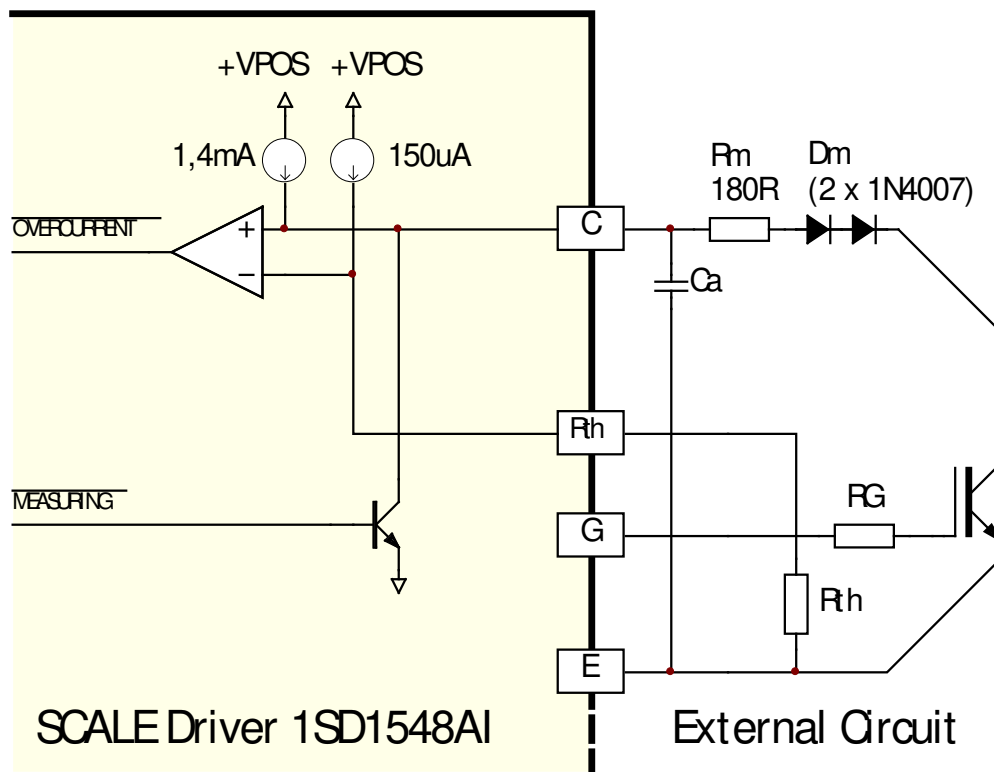 +VPOS +VPOS
1,4mA 150uA
Rm Dm
180R (2 x 1N4007)
OVERCURRENT
+
C
−
Ca
Rth
MEASURING
RG
G
Rth
E
SCALE Driver 1SD1548AI External Circuit